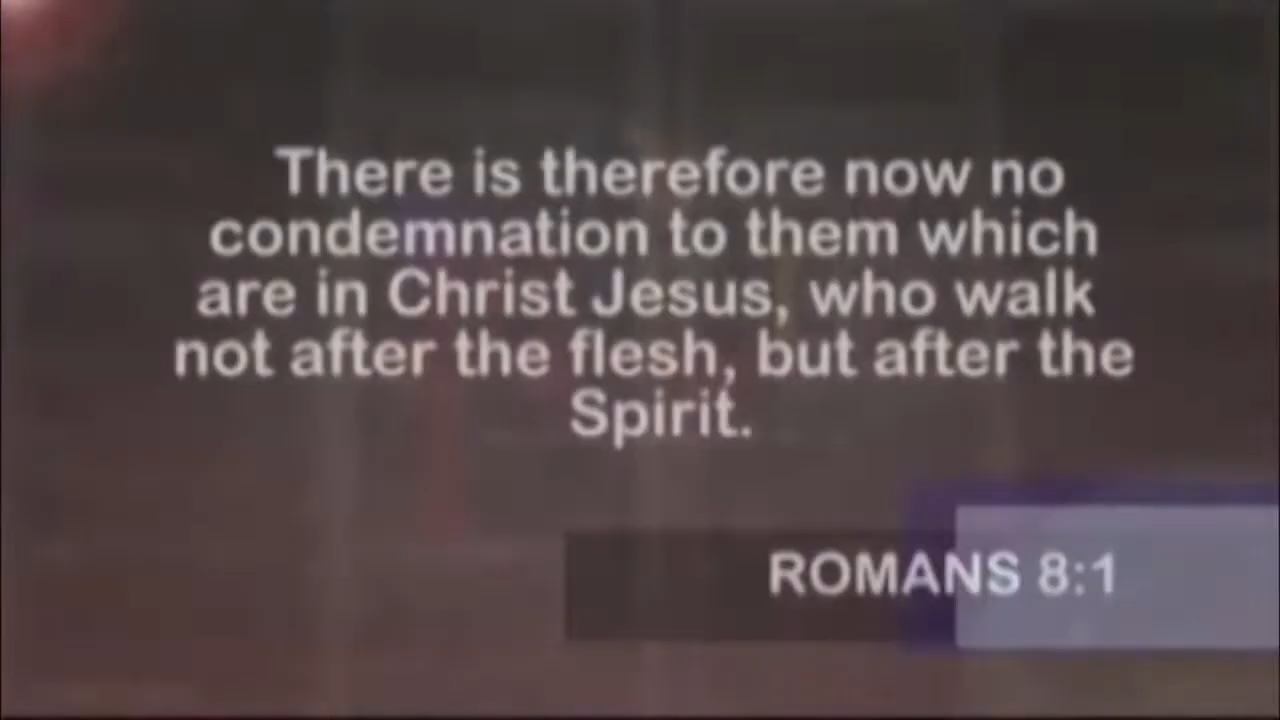 There is therefore now no
condemnation to them which
are in Christ Jesus, who walk
not after the flesh, but after the
Spirit.
ROMANS 8:1